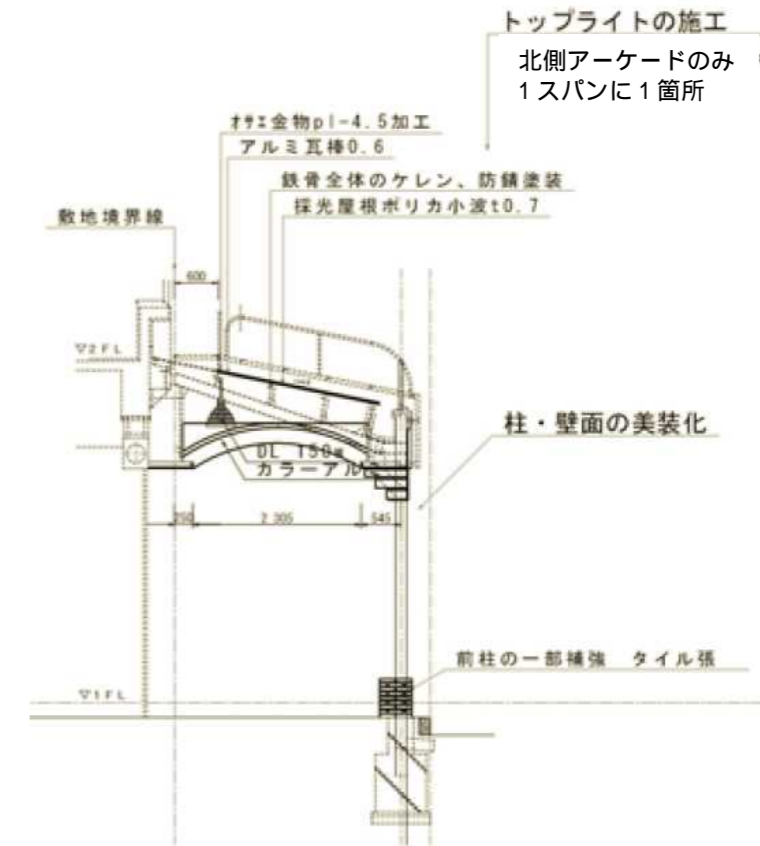 トップライトの施工
北側アーケードのみ
1スパンに1箇所
オサエ金物pl-4.5加工
アルミ瓦棒0.6
鉄骨全体のケレン、防錆塗装
採光屋根ポリカ小波t0.7
敷地境界線
600
▽2FL
柱・壁面の美装化
DL 150
カラーアル
250
2 305
545
前柱の一部補強 タイル張
▽1FL